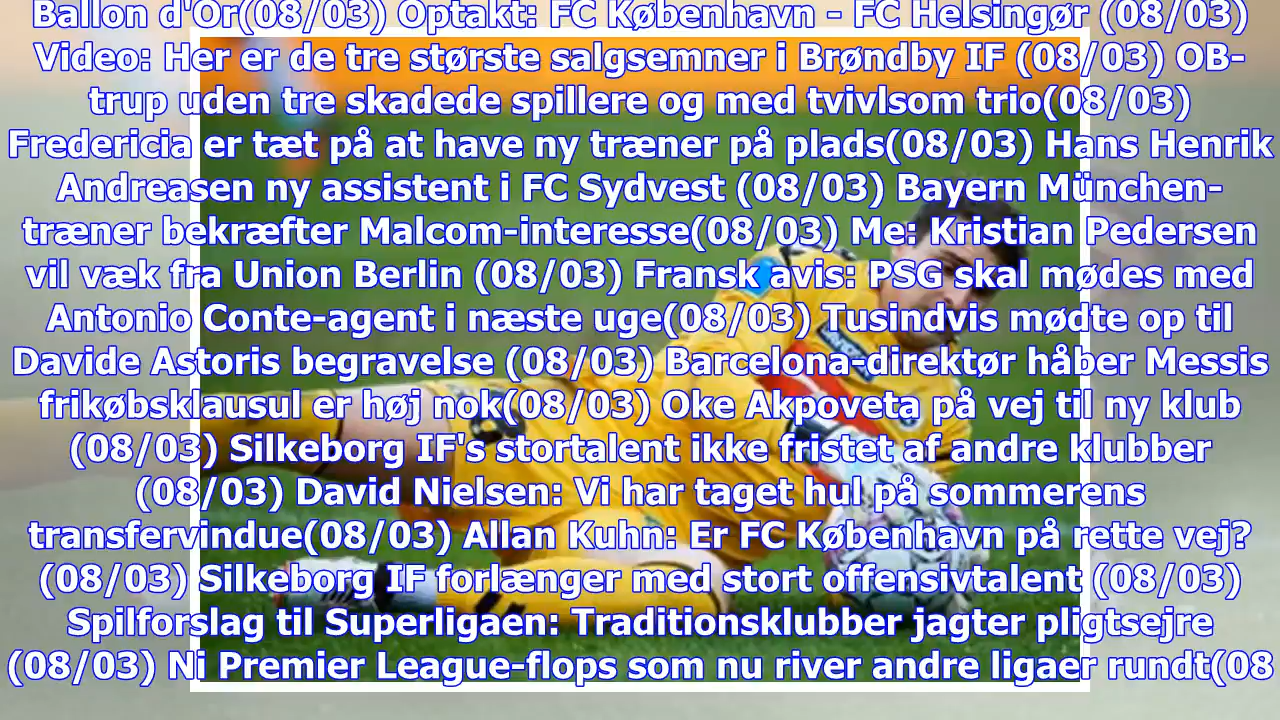 Ballon d'Or(08/03) Optakt: FC København - FC Helsingør (08/03)
Video: Her er de tre største salgsemner i Brøndby IF (08/03) OB-
trup uden tre skadede spillere og med tvivlsom trio(08/03)
Fredericia er tæt på at have ny træner på plads(08/03) Hans Henrik
Andreasen ny assistent i FC Sydvest (08/03) Bayern München-
træner bekræfter Malcom-interesse(08/03) Me: Kristian Pedersen
vil væk fra Union Berlin (08/03) Fransk avis: PSG skal mødes med
Antonio Conte-agent i næste uge(08/03) Tusindvis mødte op til
Davide Astoris begravelse (08/03) Barcelona-direktør håber Messis
frikøbsklausul er høj nok(08/03) Oke Akpoveta på vej til ny klub
(08/03) Silkeborg IF's stortalent ikke fristet af andre klubber
(08/03) David Nielsen: Vi har taget hul på sommerens
transfervindue(08/03) Allan Kuhn: Er FC København på rette vej?
(08/03) Silkeborg IF forlænger med stort offensivtalent (08/03)
Spilforslag til Superligaen: Traditionsklubber jagter pligtsejre
(08/03) Ni Premier League-flops som nu river andre ligaer rundt(08